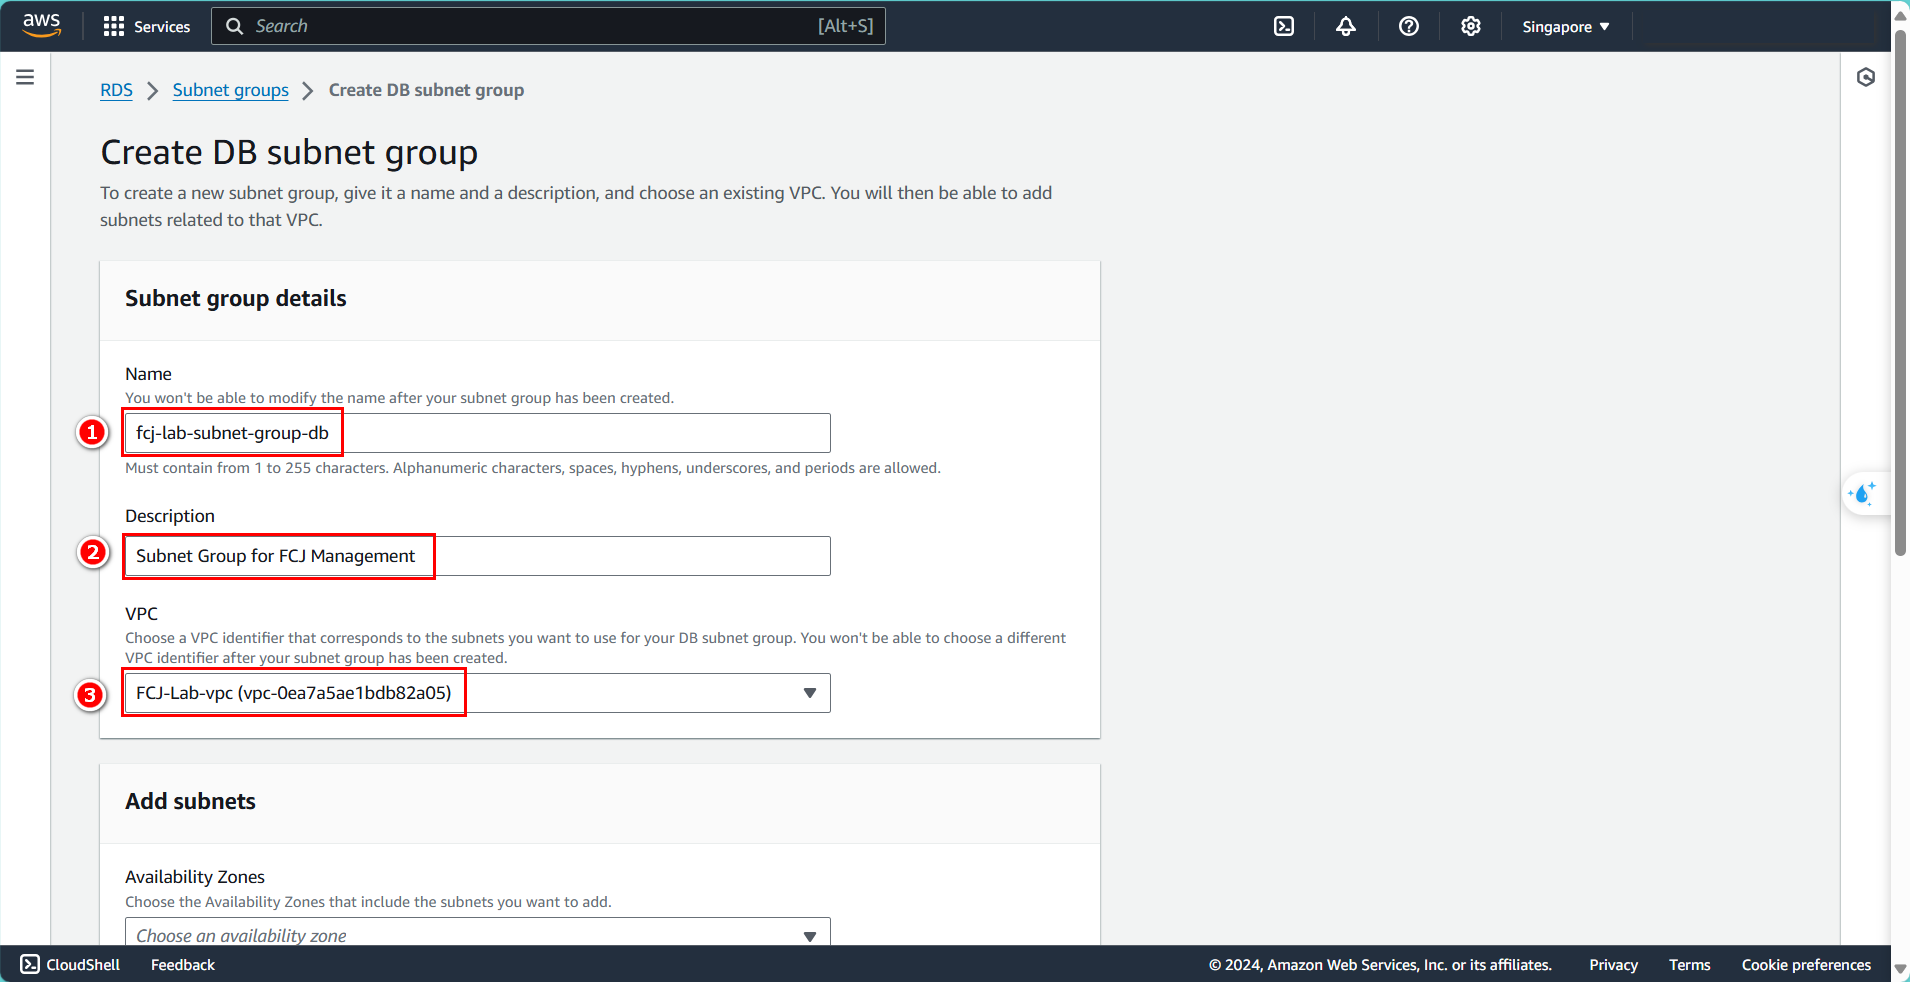 aws
Services
Search
[Alt+S]
Singapore
RDS
Subnet groups
Create DB subnet group
Create DB subnet group
To create a new subnet group, give it a name and a description, and choose an existing VPC. You will then be able to add
subnets related to that VPC.
Subnet group details
Name
You won't be able to modify the name after your subnet group has been created.
1
fcj-lab-subnet-group-db
Must contain from 1 to 255 characters. Alphanumeric characters, spaces, hyphens, underscores, and periods are allowed.
Description
2
Subnet Group for FCJ Management
VPC
Choose a VPC identifier that corresponds to the subnets you want to use for your DB subnet group. You won't be able to choose a different
VPC identifier after your subnet group has been created.
3
FCJ-Lab-vpc (vpc-0ea7a5ae1bdb82a05)
Add subnets
Availability Zones
Choose the Availability Zones that include the subnets you want to add.
Choose an availability zone
CloudShell
Feedback
© 2024, Amazon Web Services, Inc. or its affiliates.
Privacy
Terms
Cookie preferences